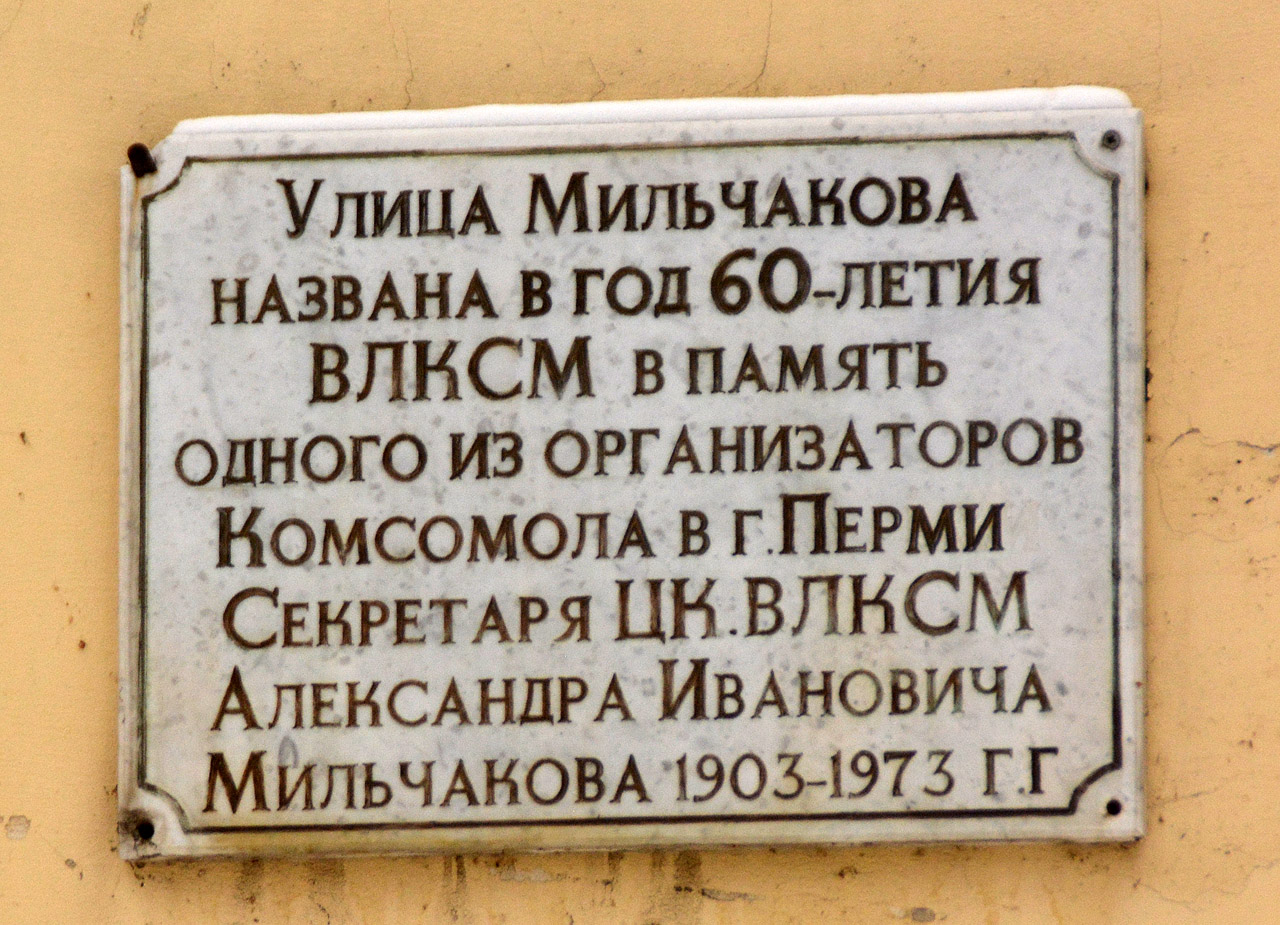 Улица Мильчакова
названа в год 60-летия
ВЛКСМ в память
одного из организаторов
Комсомола в г.Перми
Секретаря ЦК.ВЛКСМ
Александра Ивановича
Мильчакова 1903-1973 г.г